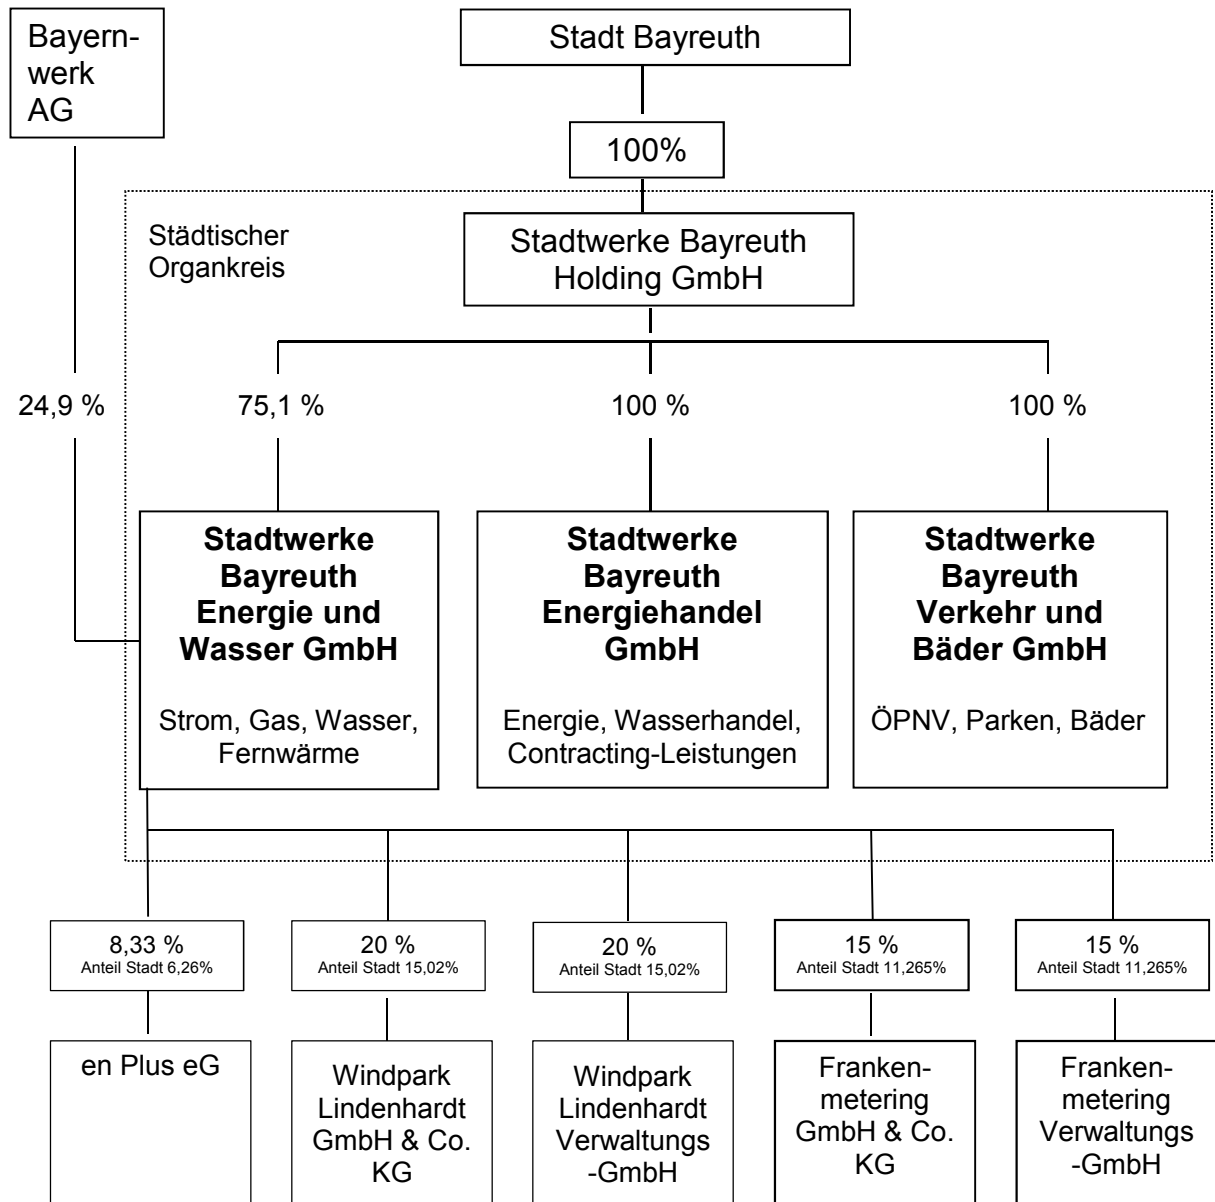 Bayern-
werk
AG
Stadt Bayreuth
100%
Städtischer
Organkreis
Stadtwerke Bayreuth
Holding GmbH
24,9 %
75,1 %
100 %
100 %
Stadtwerke
Bayreuth
Energie und
Wasser GmbH
Strom, Gas, Wasser,
Fernwärme
Stadtwerke
Bayreuth
Energiehandel
GmbH
Energie, Wasserhandel,
Contracting-Leistungen
Stadtwerke
Bayreuth
Verkehr und
Bäder GmbH
ÖPNV, Parken, Bäder
8,33 %
Anteil Stadt 6,26%
20 %
Anteil Stadt 15,02%
20 %
Anteil Stadt 15,02%
15 %
Anteil Stadt 11,265%
15 %
Anteil Stadt 11,265%
en Plus eG
Windpark
Lindenhardt
GmbH & Co.
KG
Windpark
Lindenhardt
Verwaltungs
-GmbH
Franken-
metering
GmbH & Co.
KG
Franken-
metering
Verwaltungs
-GmbH